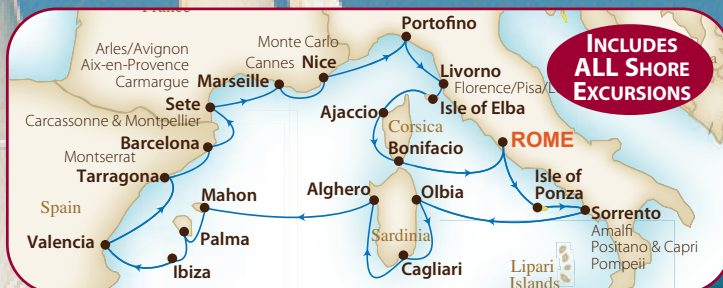 France
Portofino
Arles/Avignon
Aix-en-Provence
Carmargue
Monte Carlo
Cannes
Nice
Marseille
INCLUDES
ALL SHORE
EXCURSIONS
Livorno
Florence/Pisa/L
Sete
Carcassonne & Montpellier
Ajaccio
Isle of Elba
Corsica
Barcelona
Montserrat
Bonifacio
ROME
Tarragona
Isle of
Ponza
Mahon
Alghero
Olbia
Spain
Sorrento
Amalfi
Positano & Capri
Pompeii
Valencia
Palma
Sardinia
Ibiza
Cagliari
Lipari
Islands